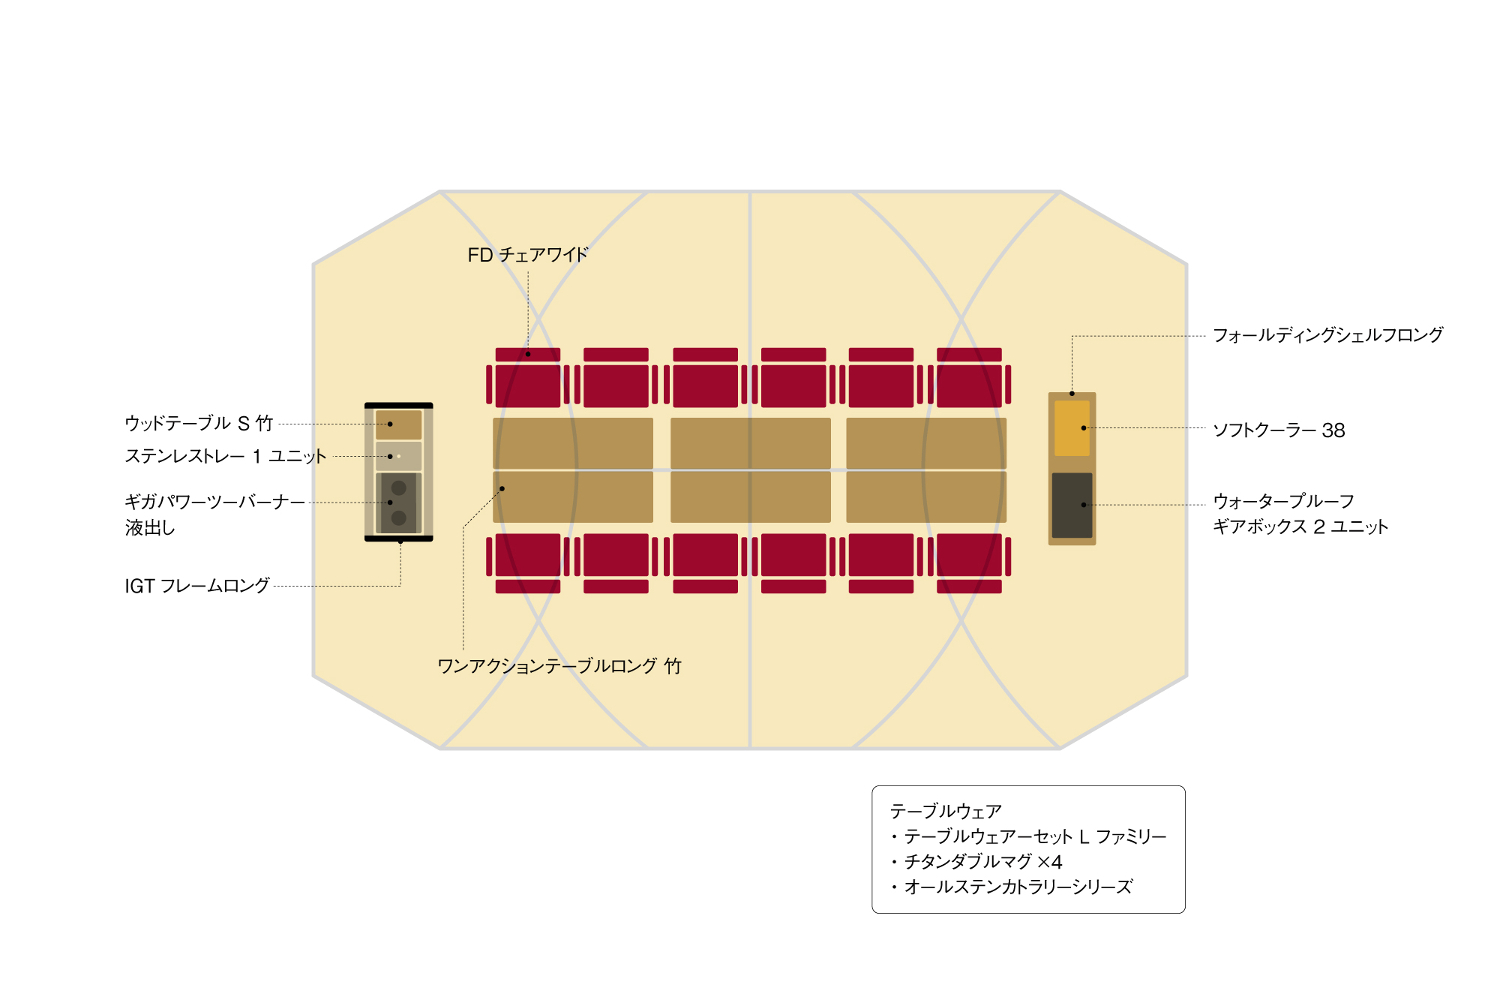 FD チェアワイド
フォールディングシェルフロング
ウッドテーブル S 竹
ソフトクーラー 38
ステンレストレー 1 ユニット
ギガパワーツーバーナー
液出し
ウォータープルーフ
ギアボックス 2 ユニット
IGT フレームロング
ワンアクションテーブルロング 竹
テーブルウェア
・ テーブルウェアーセット L ファミリー
・ チタンダブルマグ ×4
・ オールステンカトラリーシリーズ